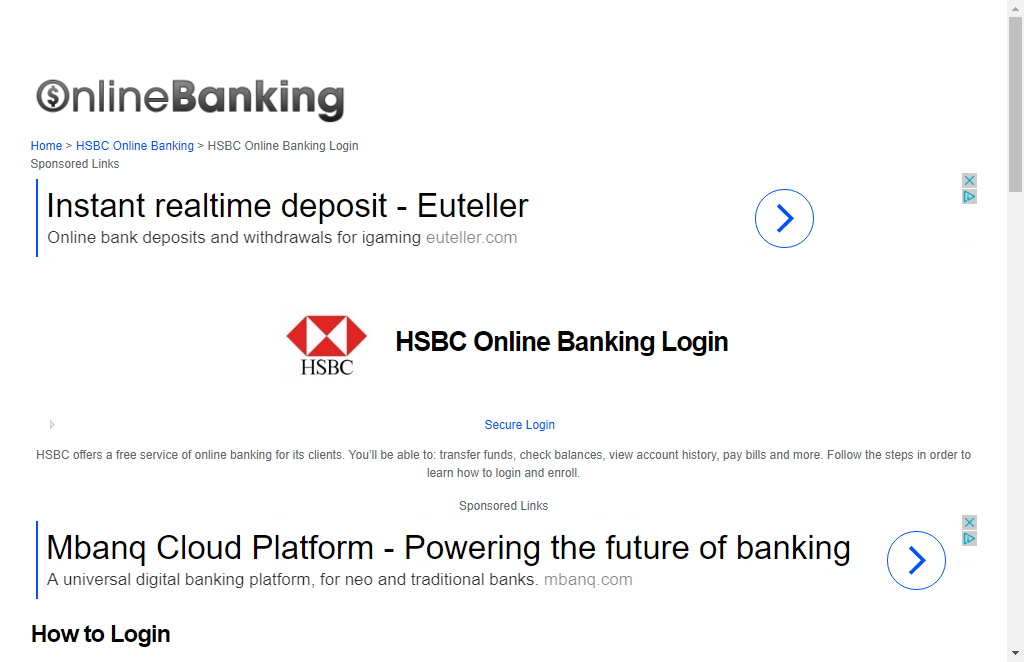 OnlineBanking
Home > HSBC Online Banking > HSBC Online Banking Login
Sponsored Links
Instant realtime deposit - Euteller
Online bank deposits and withdrawals for igaming euteller.com
HSBC
HSBC Online Banking Login
Secure Login
HSBC offers a free service of online banking for its clients. You’ll be able to: transfer funds, check balances, view account history, pay bills and more. Follow the steps in order to
learn how to login and enroll.
Sponsored Links
Mbanq Cloud Platform - Powering the future of banking
A universal digital banking platform, for neo and traditional banks. mbanq.com
How to Login